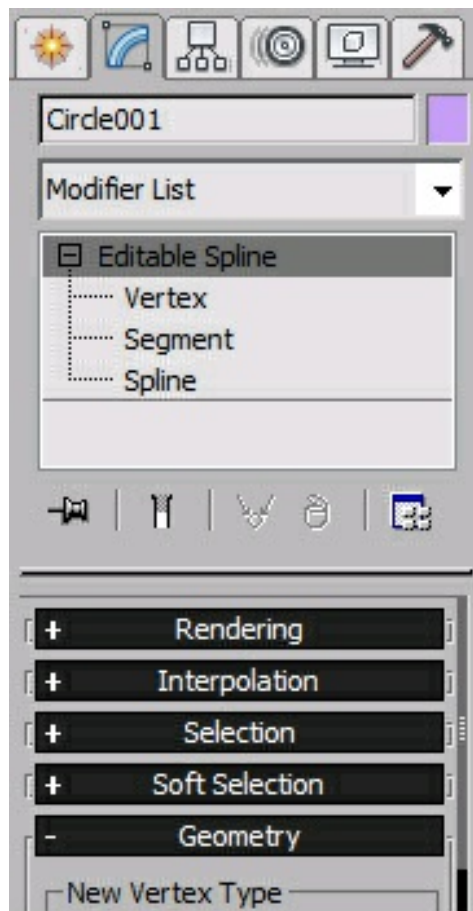 Circle001
Modifier List
Editable Spline
Vertex
Segment
Spline
+ Rendering
+ Interpolation
+ Selection
+ Soft Selection
- Geometry
New Vertex Type